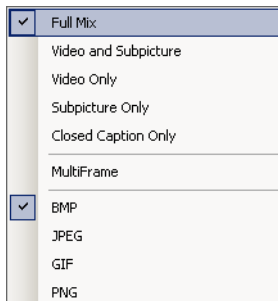 Full Mix
Video and Subpicture
Video Only
Subpicture Only
Closed Caption Only
MultiFrame
BMP
JPEG
GIF
PNG